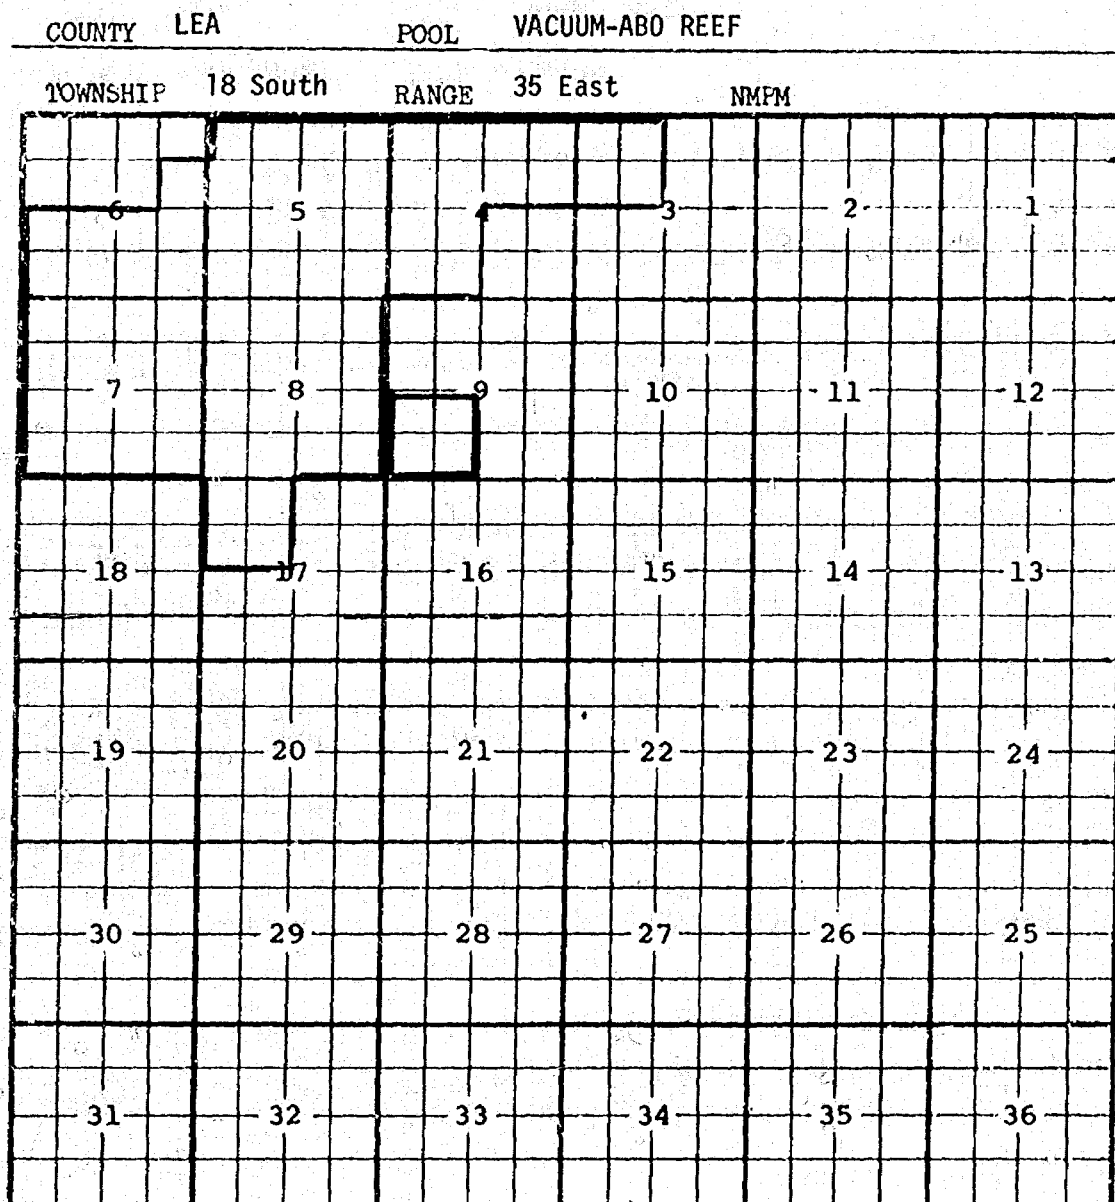 COUNTY LEA POOL VACUUM-ABO REEF
TOWNSHIP 18 South RANGE 35 East NMPM
6 5 4 3 2 1
7 8 9 10 11 12
18 17 16 15 14 13
19 20 21 22 23 24
30 29 28 27 26 25
31 32 33 34 35 36